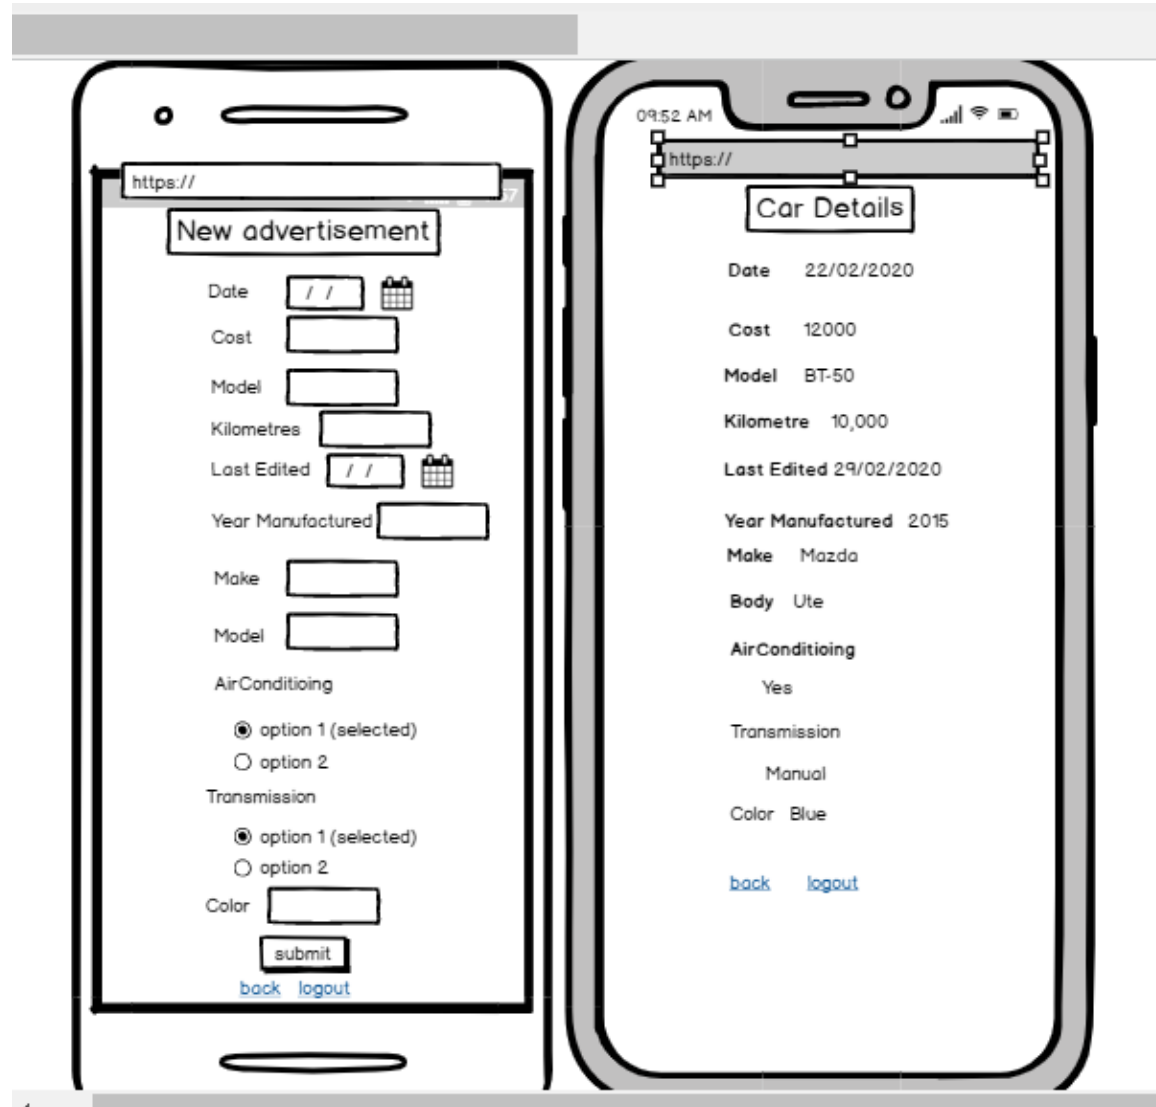 https://
57
New advertisement
Date / /
Cost
Model
Kilometres
Last Edited / /
Year Manufactured
Make
Model
AirConditioing
option 1 (selected)
option 2
Transmission
option 1 (selected)
option 2
Color
submit
back logout
09:52 AM
https://
Car Details
Date 22/02/2020
Cost 12000
Model BT-50
Kilometre 10,000
Last Edited 29/02/2020
Year Manufactured 2015
Make Mazda
Body Ute
AirConditioing
Yes
Transmission
Manual
Color Blue
back logout